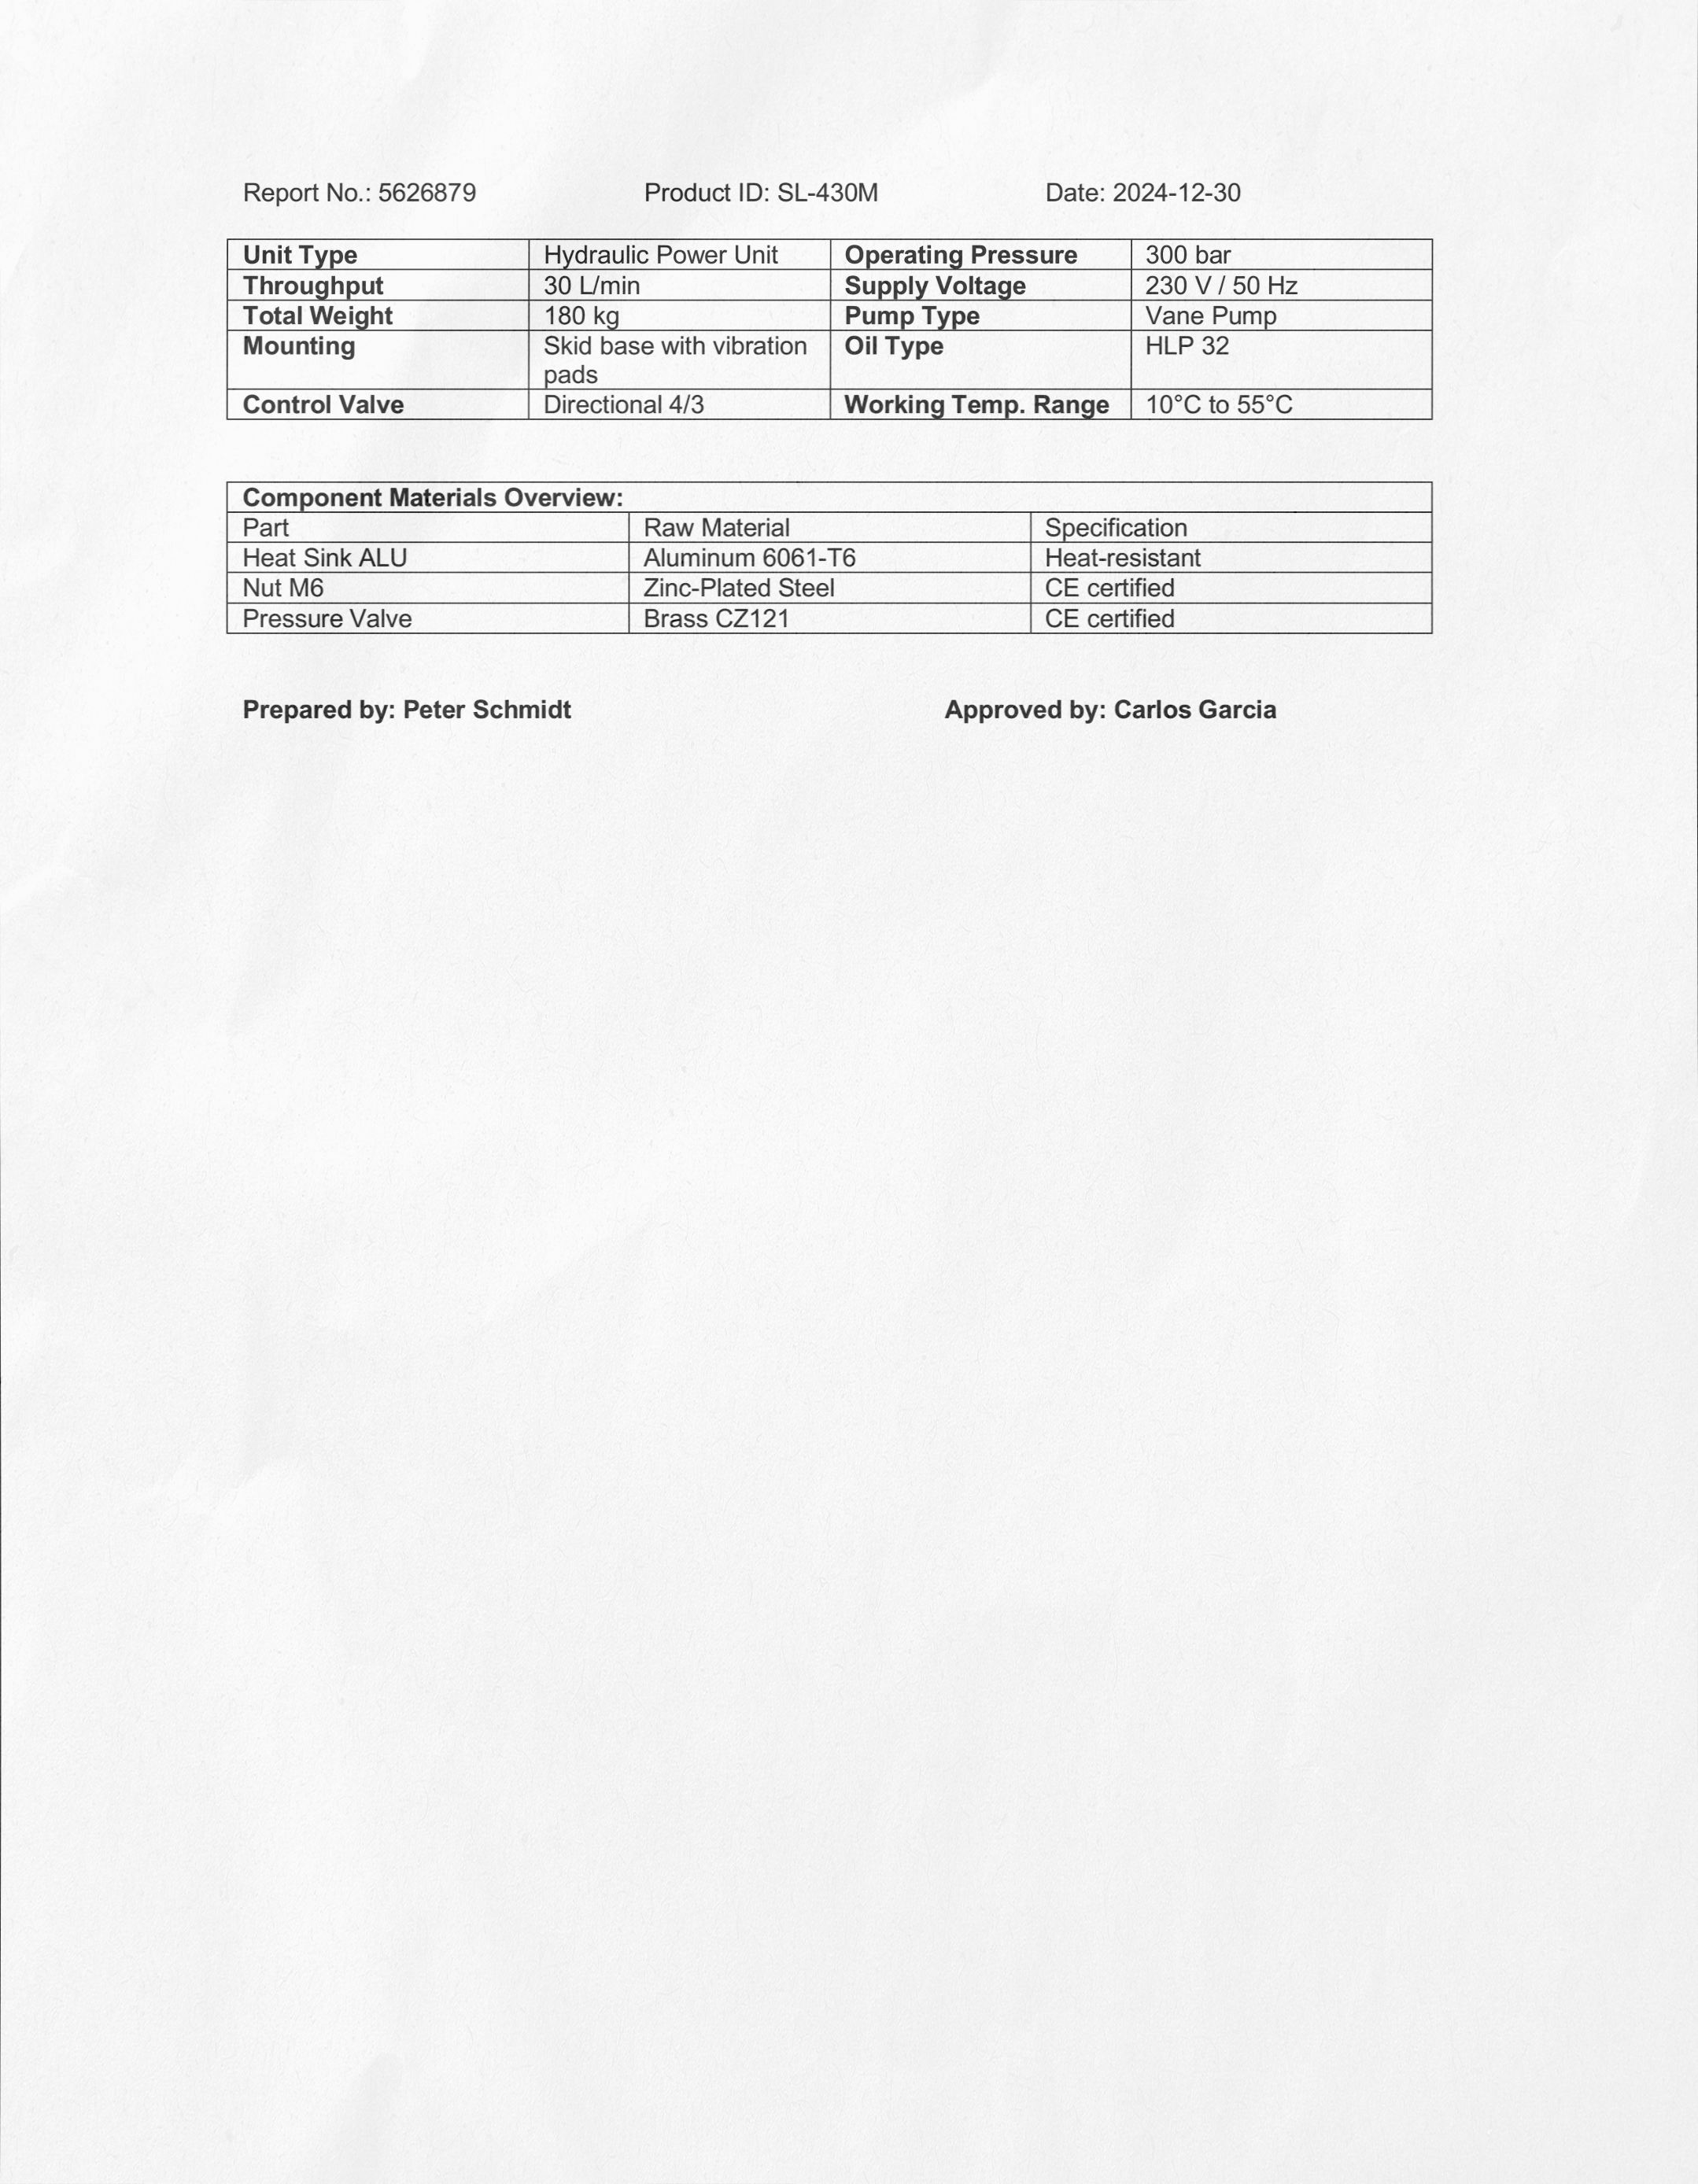 Report No.: 5626879 Product ID: SL-430M Date: 2024-12-30
Unit Type Hydraulic Power Unit Operating Pressure 300 bar
Throughput 30 L/min Supply Voltage 230 V / 50 Hz
Total Weight 180 kg Pump Type Vane Pump
Mounting Skid base with vibration Oil Type HLP 32
pads
Control Valve Directional 4/3 Working Temp. Range 10°C to 55°C
Component Materials Overview:
Part Raw Material Specification
Heat Sink ALU Aluminum 6061-T6 Heat-resistant
Nut M6 Zinc-Plated Steel CE certified
Pressure Valve Brass CZ121 CE certified
Prepared by: Peter Schmidt Approved by: Carlos Garcia